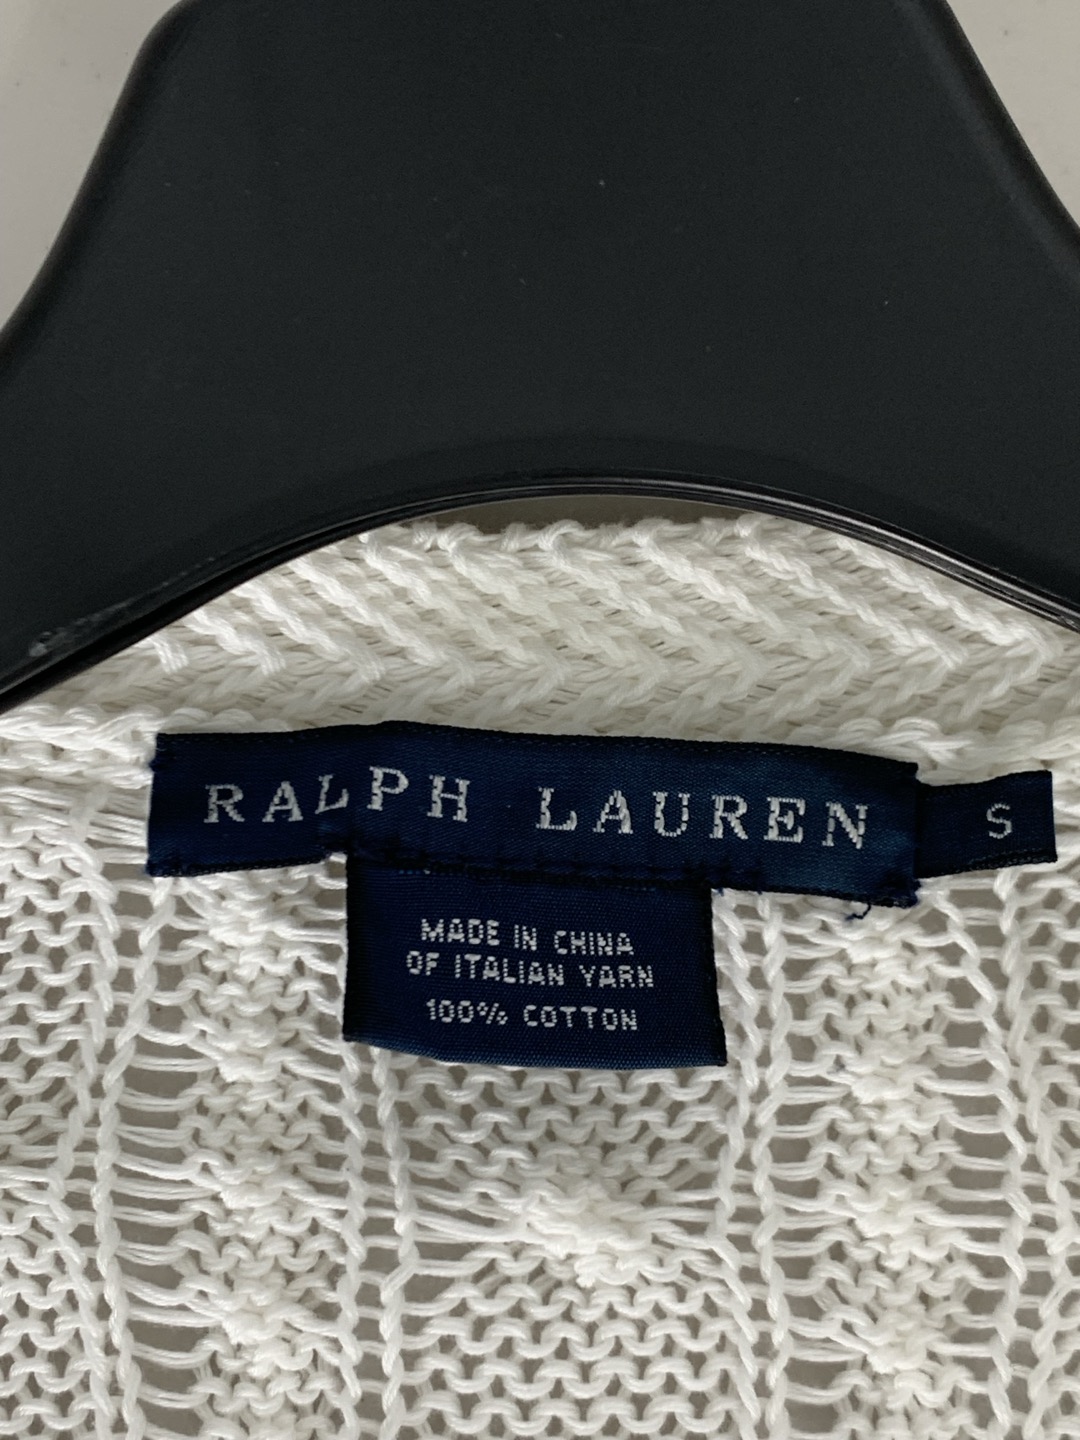 RALPH LAUREN
S
MADE IN CHINA
OF ITALIAN YARN
100% COTTON